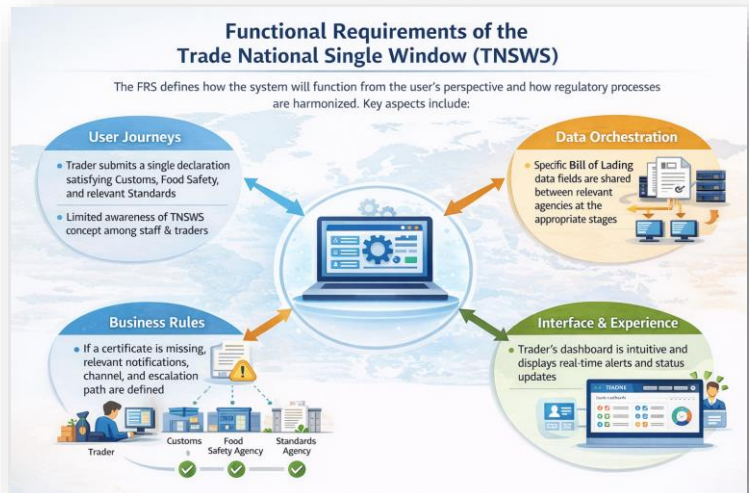 Functional Requirements of the
Trade National Single Window (TNSWS)
The FRS defines how the system will function from the user's perspective and how regulatory processes
are harmonized. Key aspects include:
User Journeys
• Trader submits a single declaration
satisfying Customs, Food Safety,
and relevant Standards
• Limited awareness of TNSWS
concept among staff & traders
Data Orchestration
• Specific Bill of Lading
data fields are shared
between relevant
agencies at the
appropriate stages
Business Rules
• If a certificate is missing,
relevant notifications,
channel, and escalation
path are defined
Trader
Customs
Food
Safety Agency
Standards
Agency
Interface & Experience
• Trader's dashboard is intuitive and
displays real-time alerts and status
updates